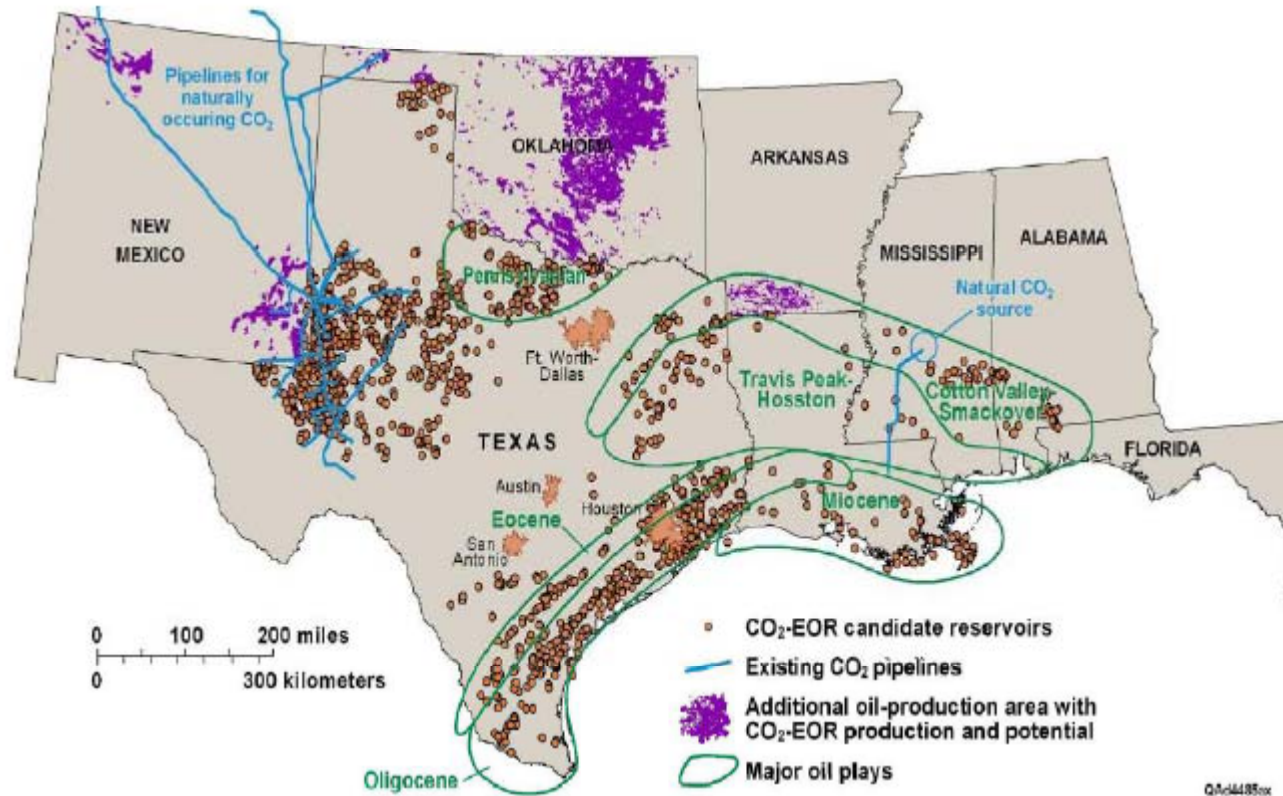 Pipelines for
naturally
occuring CO₂
OKLAHOMA
ARKANSAS
NEW
MEXICO
MISSISSIPPI
ALABAMA
Pennsylvanian
Natural CO₂
source
Ft. Worth-
Dallas
Travis Peak-
Hosston
Cotton Valley
Smackover
TEXAS
FLORIDA
Austin
Houston
Eocene
Miocene
San
Antonio
0 100 200 miles
0 300 kilometers
CO₂-EOR candidate reservoirs
Existing CO₂ pipelines
Additional oil-production area with
CO₂-EOR production and potential
Major oil plays
Oligocene
QAd4485ex